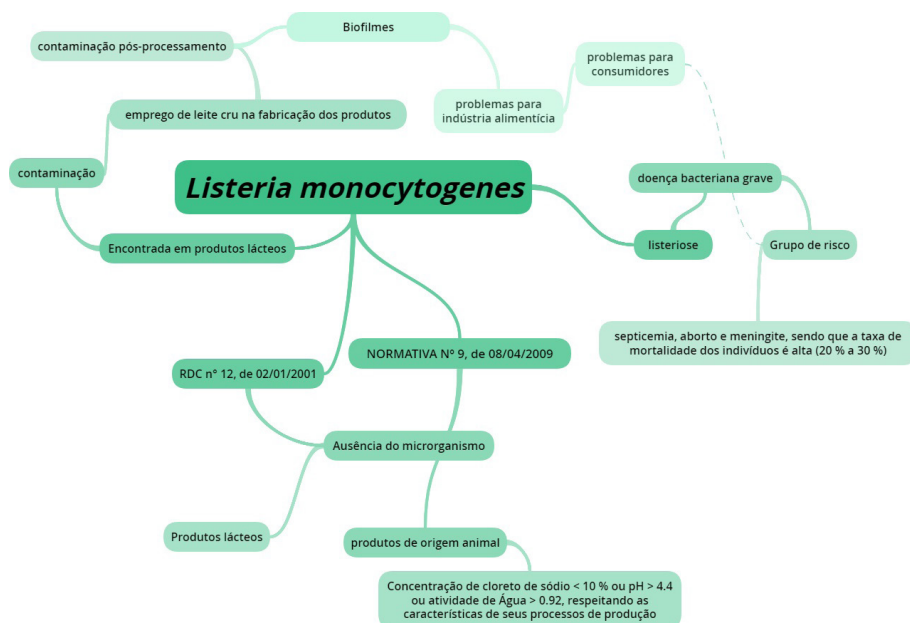 Biofilmes
contaminação pós-processamento
problemas para
consumidores
problemas para
indústria alimentícia
emprego de leite cru na fabricação dos produtos
contaminação
Listeria monocytogenes
doença bacteriana grave
Encontrada em produtos lácteos
listeriose
Grupo de risco
septicemia, aborto e meningite, sendo que a taxa de
mortalidade dos indivíduos é alta (20 % a 30 %)
NORMATIVA Nº 9, de 08/04/2009
RDC n° 12, de 02/01/2001
Ausência do microrganismo
Produtos lácteos
produtos de origem animal
Concentração de cloreto de sódio < 10 % ou pH > 4.4
ou atividade de Água > 0.92, respeitando as
características de seus processos de produção